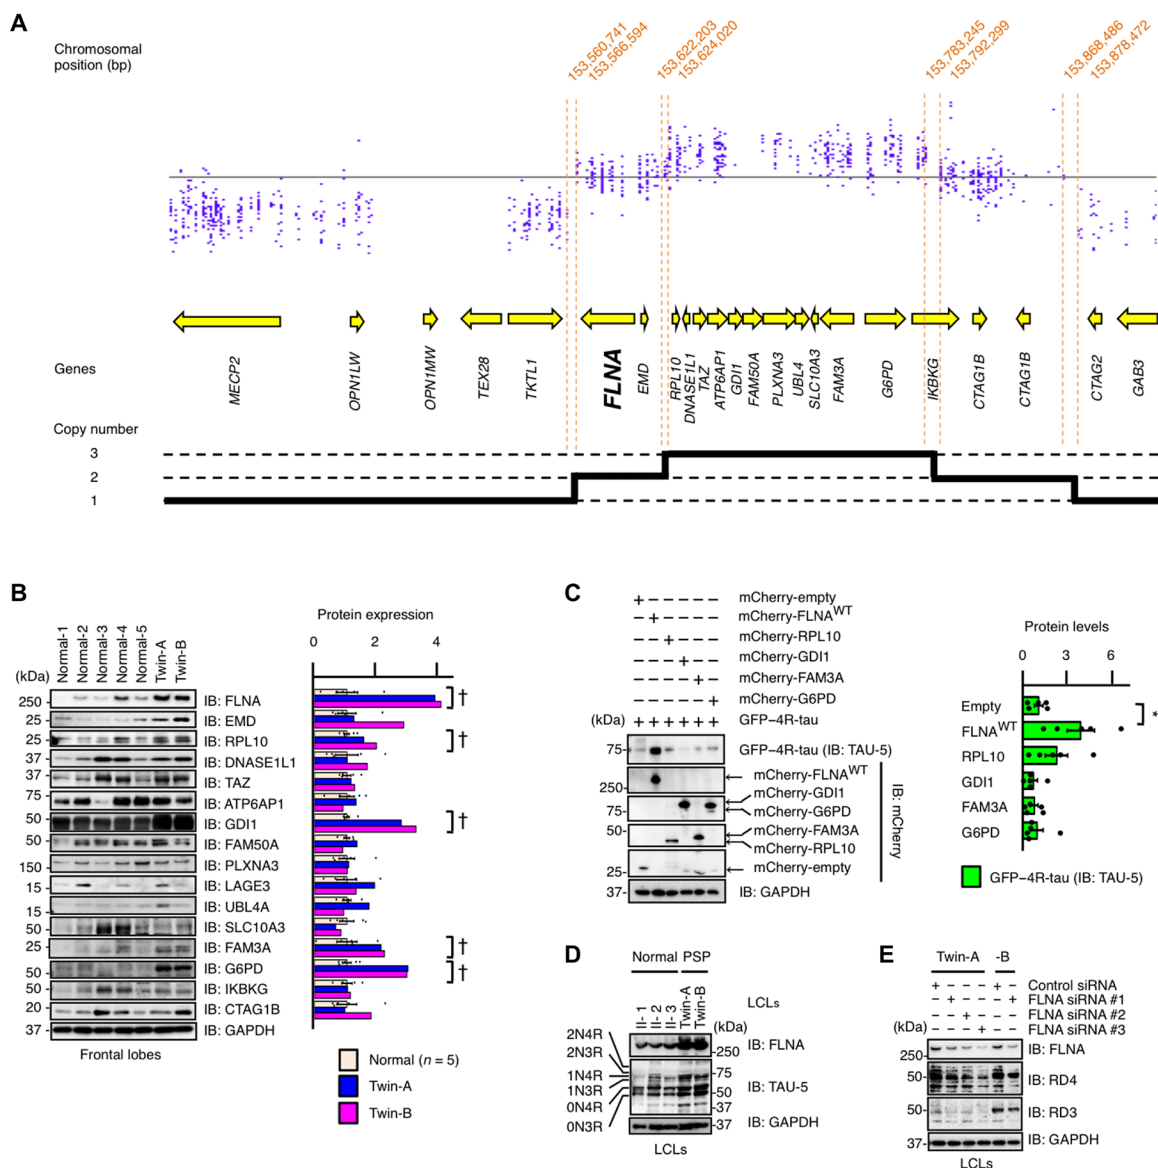 A
Chromosomal
position (bp)
153,560,741
153,566,594
153,622,203
153,624,020
153,783,245
153,792,299
153,868,486
153,878,472
Genes
MECP2
OPN1LW
OPN1MW
TEX28
TKTL1
FLNA
EMD
RPL10
DNASE1L1
TAZ
ATP6AP1
GDI1
FAM50A
PLXNA3
UBL4
SLC10A3
FAM3A
G6PD
IKBKG
CTAG1B
CTAG1B
CTAG2
GAB3
Copy number
3
2
1
B
Normal-1
Normal-2
Normal-3
Normal-4
Normal-5
Twin-A
Twin-B
(kDa)
250 IB: FLNA
25 IB: EMD
25 IB: RPL10
37 IB: DNASE1L1
37 IB: TAZ
75 IB: ATP6AP1
50 IB: GDI1
50 IB: FAM50A
150 IB: PLXNA3
15 IB: LAGE3
15 IB: UBL4A
50 IB: SLC10A3
25 IB: FAM3A
50 IB: G6PD
50 IB: IKBKG
20 IB: CTAG1B
37 IB: GAPDH
Frontal lobes
Protein expression
0 2 4
†
†
†
†
†
Normal (n = 5)
Twin-A
Twin-B
C
+ – – – – – mCherry-empty
– + – – – – mCherry-FLNAWT
– – + – – – mCherry-RPL10
– – – + – – mCherry-GDI1
– – – – + – mCherry-FAM3A
– – – – – + mCherry-G6PD
(kDa) + + + + + + GFP–4R-tau
75 GFP–4R-tau (IB: TAU-5)
250 mCherry-FLNAWT
75 mCherry-GDI1
mCherry-G6PD
50 mCherry-FAM3A
mCherry-RPL10
25 mCherry-empty
37 IB: GAPDH
IB: mCherry
Protein levels
0 3 6
Empty
FLNAWT
RPL10
GDI1
FAM3A
G6PD
*
GFP–4R-tau (IB: TAU-5)
D
Normal PSP
II-1
II-2
II-3
Twin-A
Twin-B
LCLs
(kDa)
250 IB: FLNA
2N4R
2N3R
1N4R
1N3R
0N4R
0N3R
75
50
37
IB: TAU-5
37 IB: GAPDH
LCLs
E
Twin-A -B
+ – – – + – Control siRNA
– + – – – + FLNA siRNA #1
– – + – – – FLNA siRNA #2
– – – + – – FLNA siRNA #3
(kDa)
250 IB: FLNA
50 IB: RD4
50 IB: RD3
37 IB: GAPDH
LCLs